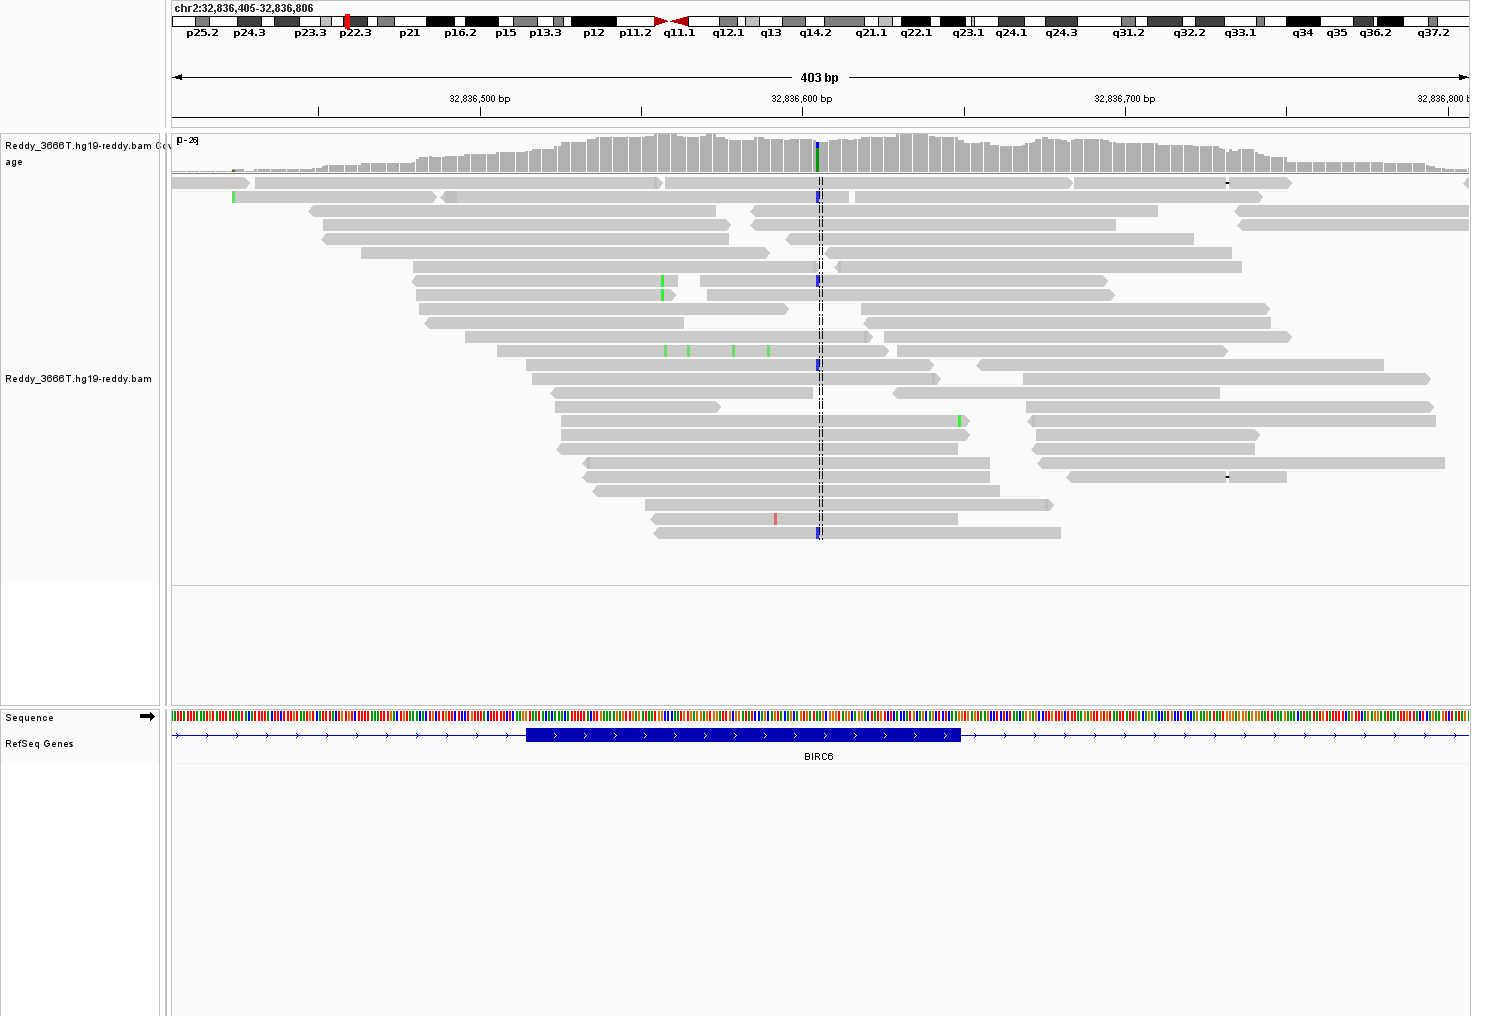 chr2:32,836,405-32,836,806
p25.2 p24.3 p23.3 p22.3 p21 p16.2 p15 p13.3 p12 p11.2 q11.1 q12.1 q13 q14.2 q21.1 q22.1 q23.1 q24.1 q24.3 q31.2 q32.2 q33.1 q34 q35 q36.2 q37.2
403 bp
32,836,500 bp 32,836,600 bp 32,836,700 bp 32,836,800 b
[0-26]
Reddy_3666T.hg19-reddy.bam Cov
age
Reddy_3666T.hg19-reddy.bam
Sequence
RefSeq Genes
BIRC6